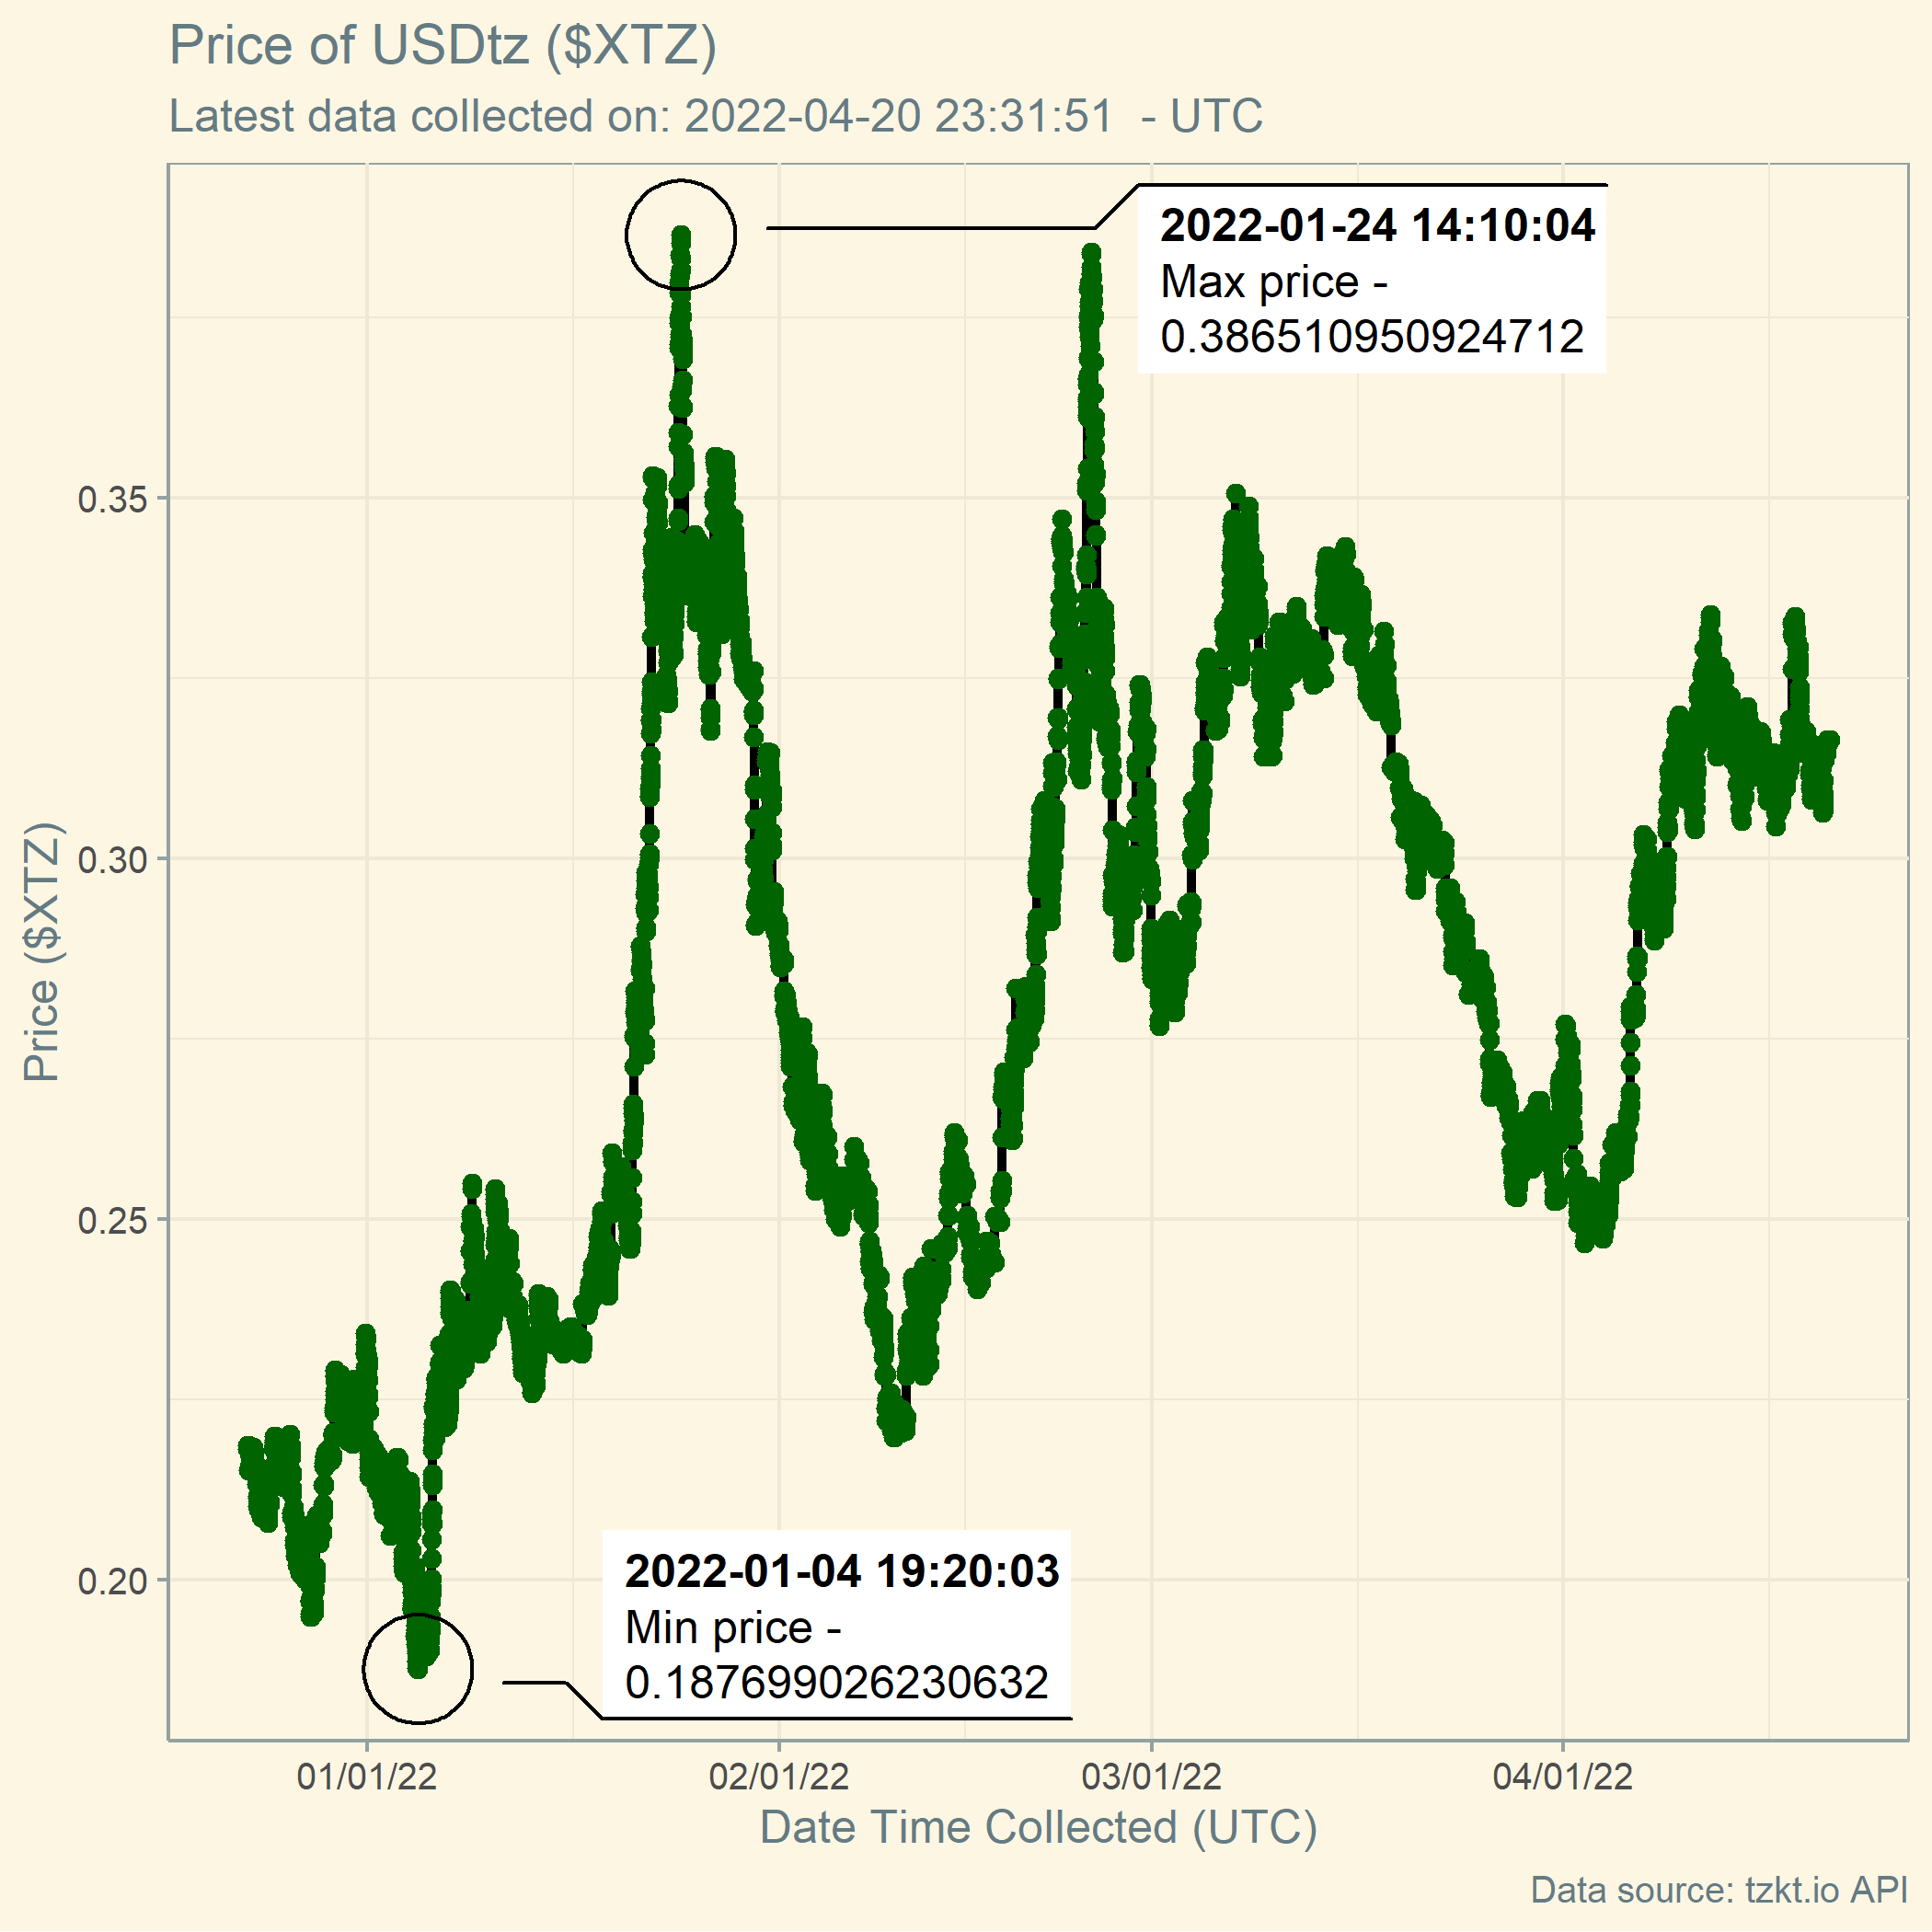 Price of USDtz ($XTZ)
Latest data collected on: 2022-04-20 23:31:51  - UTC
2022-01-24 14:10:04
Max price -
0.386510950924712
0.35
0.30
0.25
0.20
Price ($XTZ)
2022-01-04 19:20:03
Min price -
0.187699026230632
01/01/22
02/01/22
03/01/22
04/01/22
Date Time Collected (UTC)
Data source: tzkt.io API